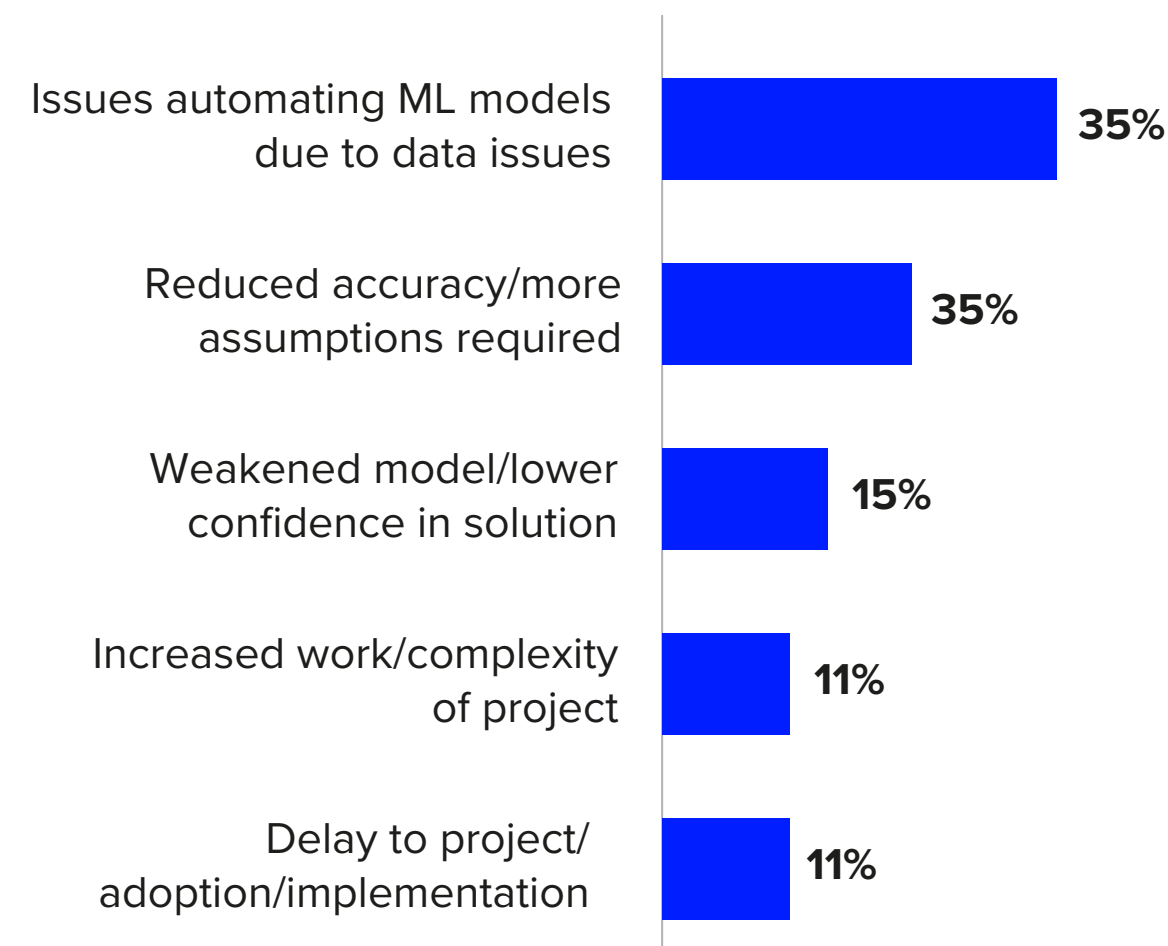 Issues automating ML models
due to data issues
35%
Reduced accuracy/more
assumptions required
35%
Weakened model/lower
confidence in solution
15%
Increased work/complexity
of project
11%
Delay to project/
adoption/implementation
11%